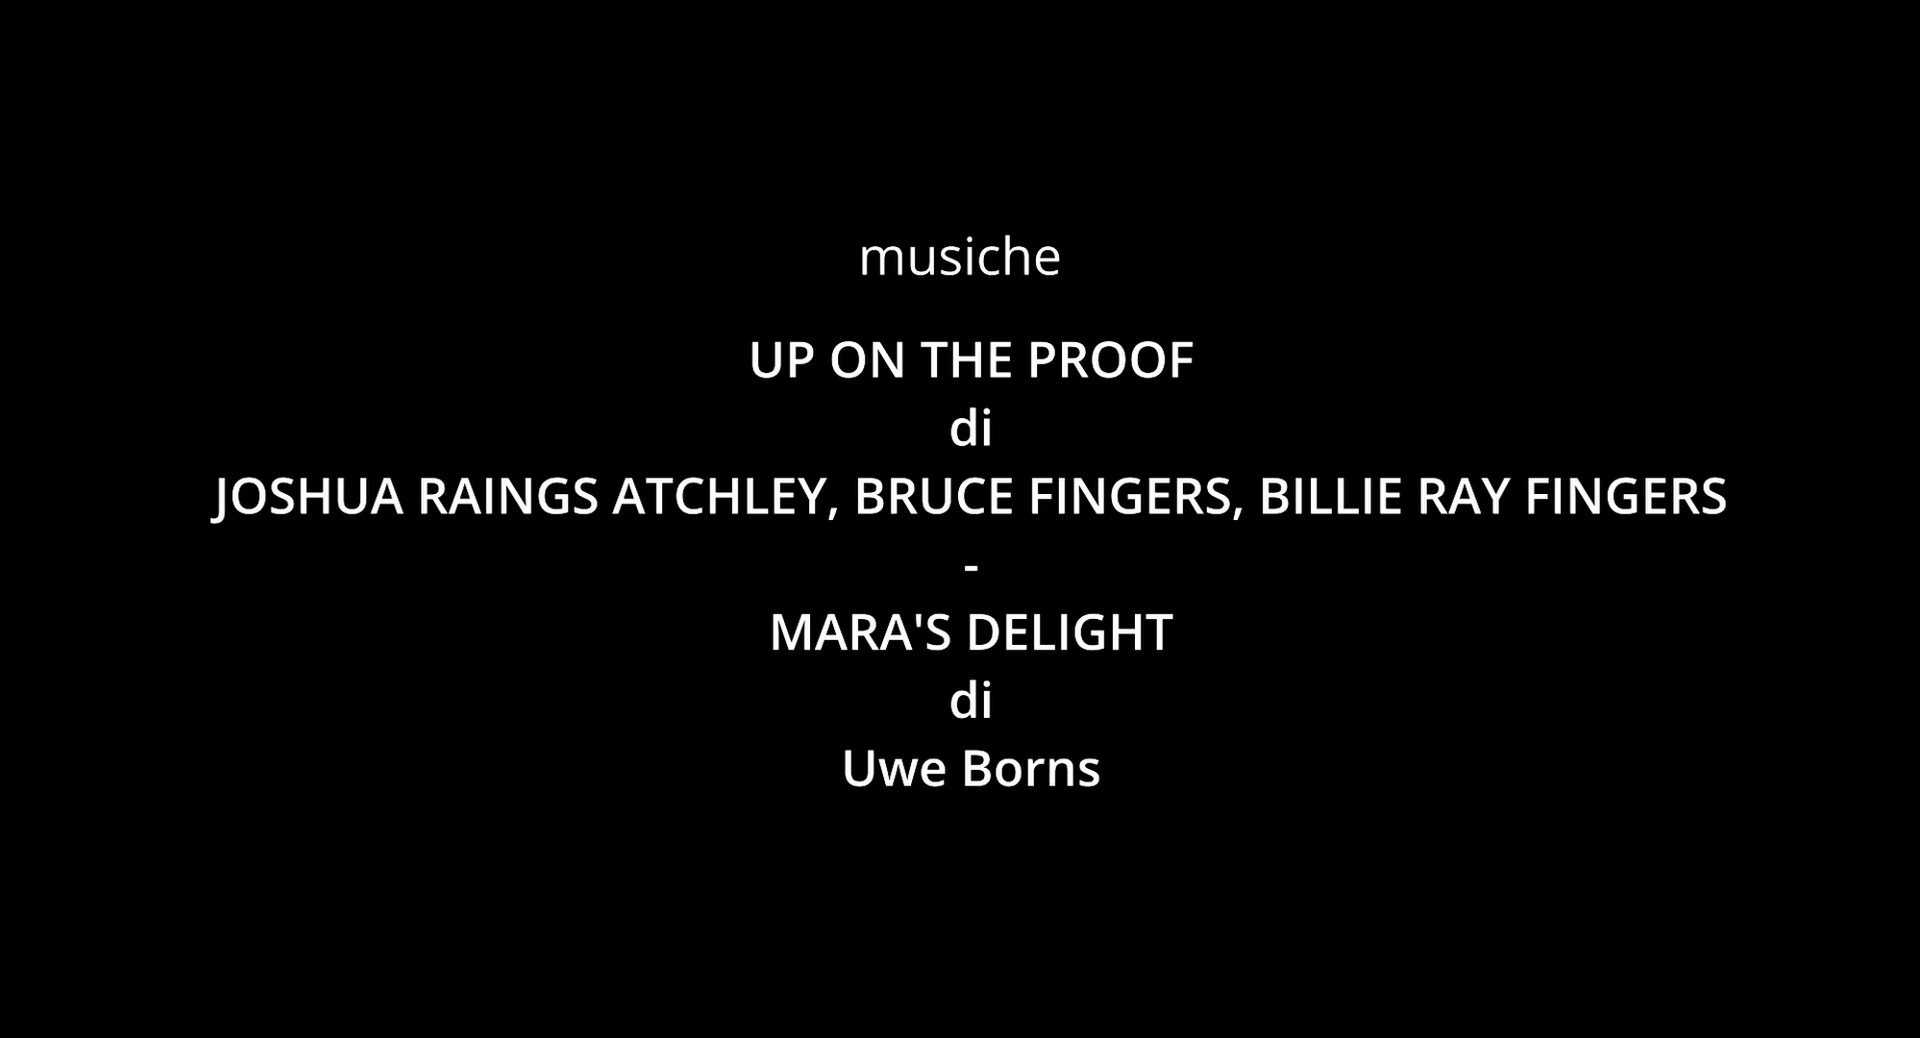 musiche
UP ON THE PROOF
di
JOSHUA RAINGS ATCHLEY, BRUCE FINGERS, BILLIE RAY FINGERS
-
MARA'S DELIGHT
di
Uwe Borns